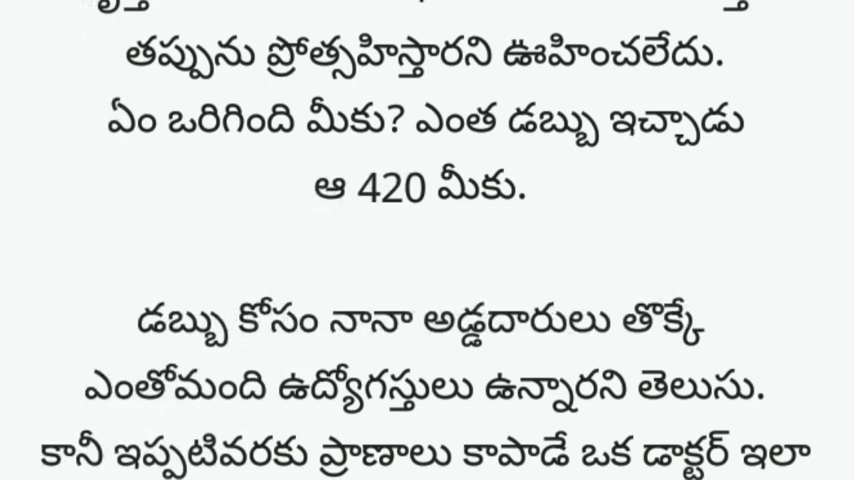 తప్పును ప్రోత్సహిస్తారని ఊహించలేదు.
ఏం ఒరిగింది మీకు? ఎంత డబ్బు ఇచ్చాడు
ఆ 420 మీకు.
డబ్బు కోసం నానా అడ్డదారులు తొక్కే
ఎంతోమంది ఉద్యోగస్తులు ఉన్నారని తెలుసు.
కానీ ఇప్పటివరకు ప్రాణాలు కాపాడే ఒక డాక్టర్ ఇలా